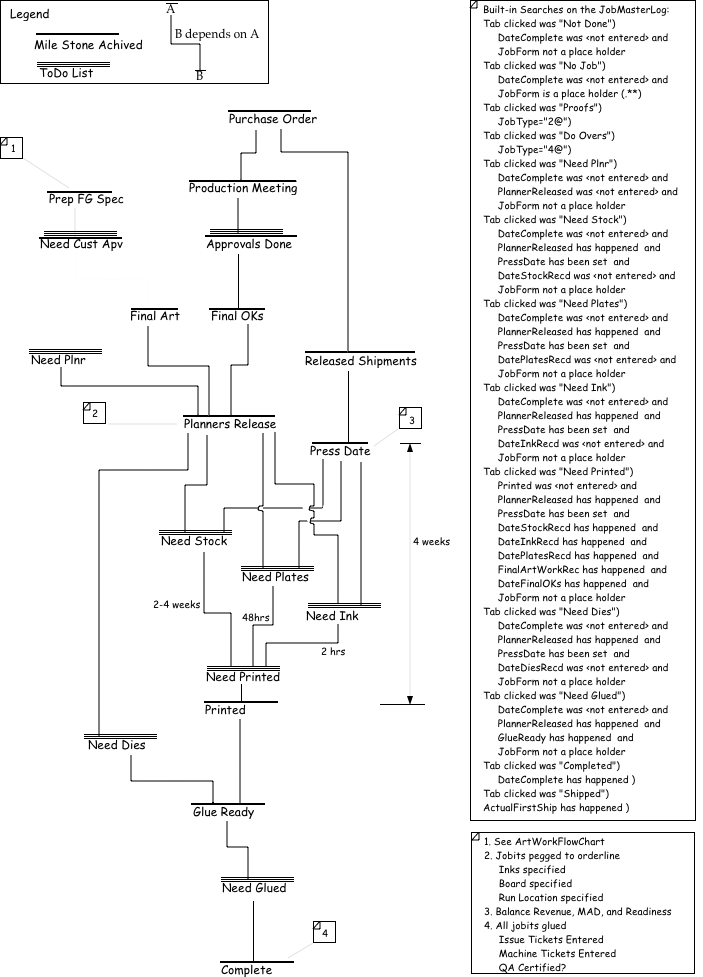 Legend
A
B depends on A
Mile Stone Achived
ToDo List
B
Purchase Order
1
Production Meeting
Prep FG Spec
Need Cust Apv
Approvals Done
Final Art
Final OKs
Need Plnr
Released Shipments
2
3
Planners Release
Press Date
Need Stock
4 weeks
Need Plates
2-4 weeks
48hrs
Need Ink
2 hrs
Need Printed
Printed
Need Dies
Glue Ready
Need Glued
4
Complete
Built-in Searches on the JobMasterLog:
Tab clicked was "Not Done")
DateComplete was <not entered> and
JobForm not a place holder
Tab clicked was "No Job")
DateComplete was <not entered> and
JobForm is a place holder (.**)
Tab clicked was "Proofs")
JobType="2@")
Tab clicked was "Do Overs")
JobType="4@")
Tab clicked was "Need Plnr")
DateComplete was <not entered> and
PlannerReleased was <not entered> and
JobForm not a place holder
Tab clicked was "Need Stock")
DateComplete was <not entered> and
PlannerReleased has happened and
PressDate has been set and
DateStockRecd was <not entered> and
JobForm not a place holder
Tab clicked was "Need Plates")
DateComplete was <not entered> and
PlannerReleased has happened and
PressDate has been set and
DatePlatesRecd was <not entered> and
JobForm not a place holder
Tab clicked was "Need Ink")
DateComplete was <not entered> and
PlannerReleased has happened and
PressDate has been set and
DateInkRecd was <not entered> and
JobForm not a place holder
Tab clicked was "Need Printed")
Printed was <not entered> and
PlannerReleased has happened and
PressDate has been set and
DateStockRecd has happened and
DateInkRecd has happened and
DatePlatesRecd has happened and
FinalArtWorkRec has happened and
DateFinalOKs has happened and
JobForm not a place holder
Tab clicked was "Need Dies")
DateComplete was <not entered> and
PlannerReleased has happened and
PressDate has been set and
DateDiesRecd was <not entered> and
JobForm not a place holder
Tab clicked was "Need Glued")
DateComplete was <not entered> and
PlannerReleased has happened and
GlueReady has happened and
JobForm not a place holder
Tab clicked was "Completed")
DateComplete has happened )
Tab clicked was "Shipped")
ActualFirstShip has happened )
1. See ArtWorkFlowChart
2. Jobits pegged to orderline
Inks specified
Board specified
Run Location specified
3. Balance Revenue, MAD, and Readiness
4. All jobits glued
Issue Tickets Entered
Machine Tickets Entered
QA Certified?